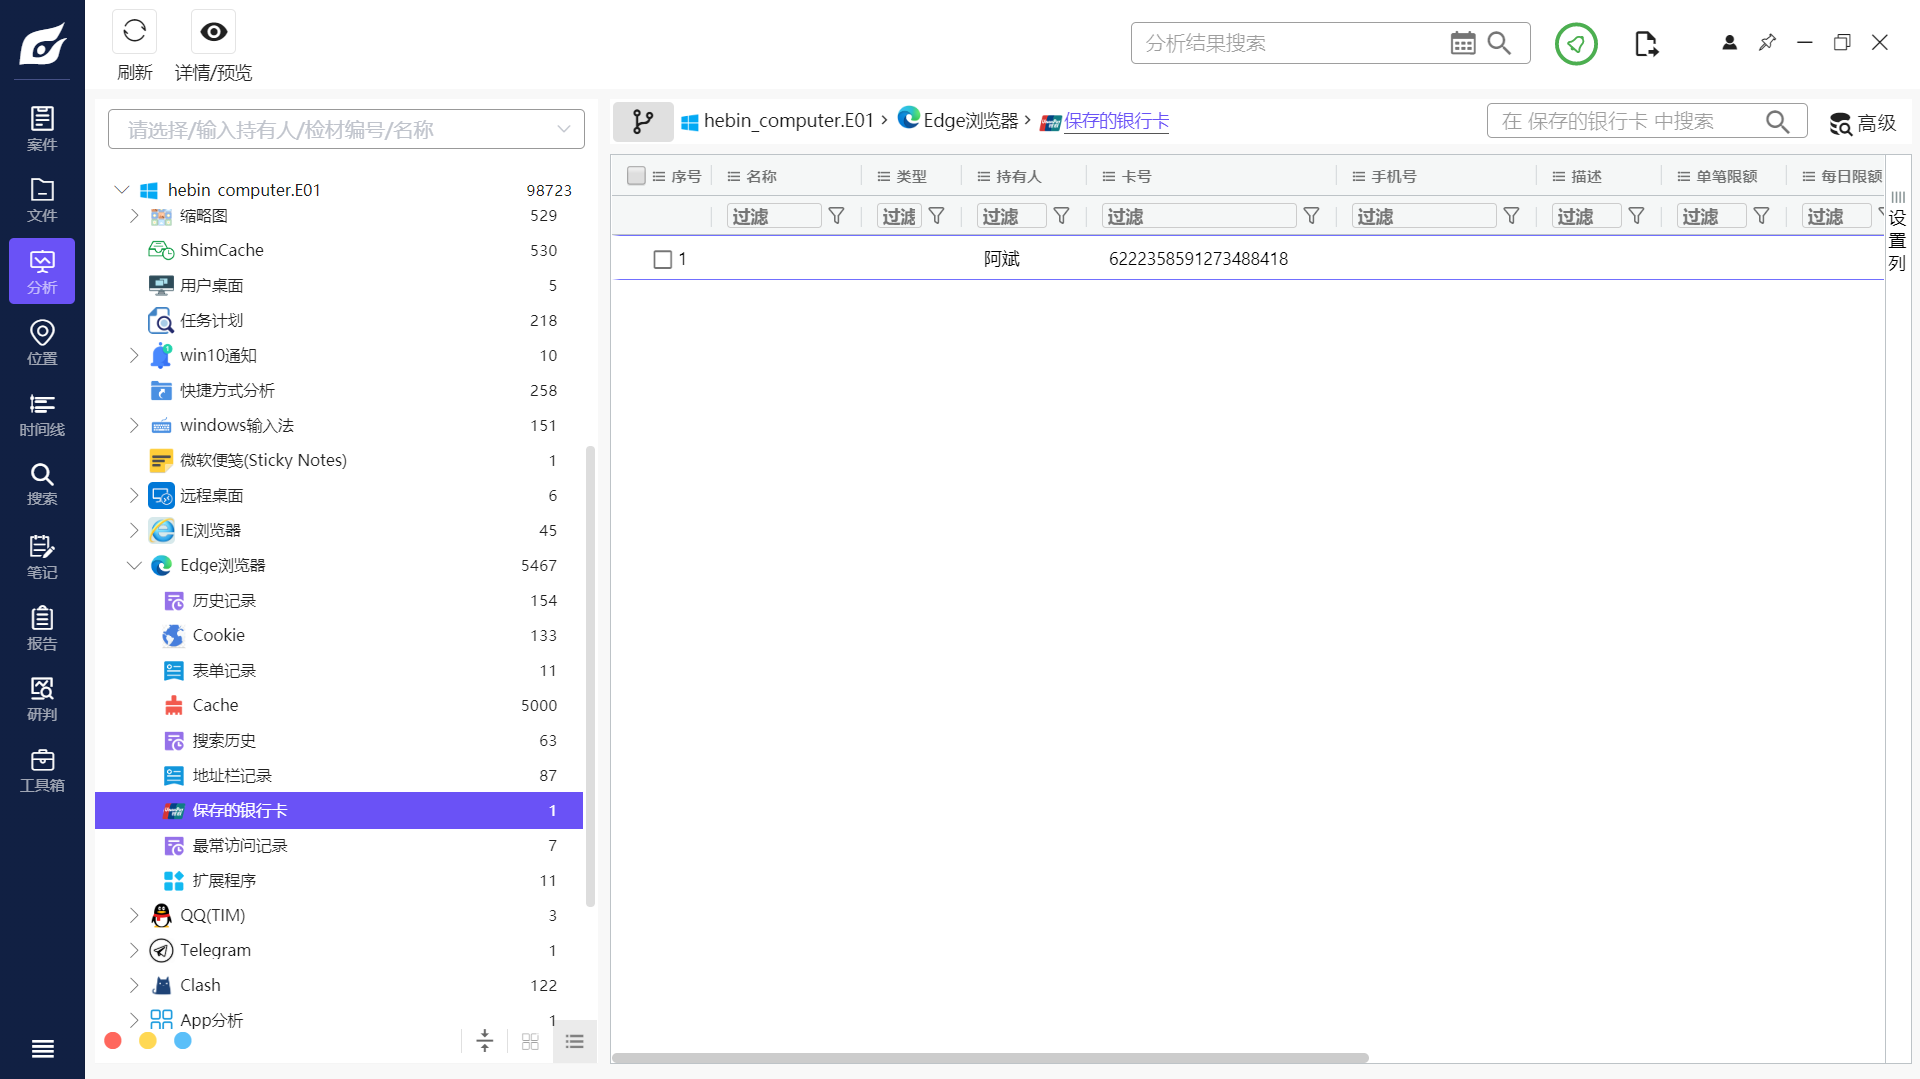 刷新
详情/预览
分析结果搜索
案件
文件
分析
位置
时间线
搜索
笔记
报告
研判
工具箱
请选择/输入持有人/检材编号/名称
hebin_computer.E01 98723
缩略图 529
ShimCache 530
用户桌面 5
任务计划 218
win10通知 10
快捷方式分析 258
windows输入法 151
微软便笺(Sticky Notes) 1
远程桌面 6
IE浏览器 45
Edge浏览器 5467
历史记录 154
Cookie 133
表单记录 11
Cache 5000
搜索历史 63
地址栏记录 87
保存的银行卡 1
最常访问记录 7
扩展程序 11
QQ(TIM) 3
Telegram 1
Clash 122
App分析 1
hebin_computer.E01 › Edge浏览器 › 保存的银行卡
在 保存的银行卡 中搜索
高级
序号 名称 类型 持有人 卡号 手机号 描述 单笔限额 每日限额
过滤 过滤 过滤 过滤 过滤 过滤 过滤 过滤
1 阿斌 6222358591273488418
设置列